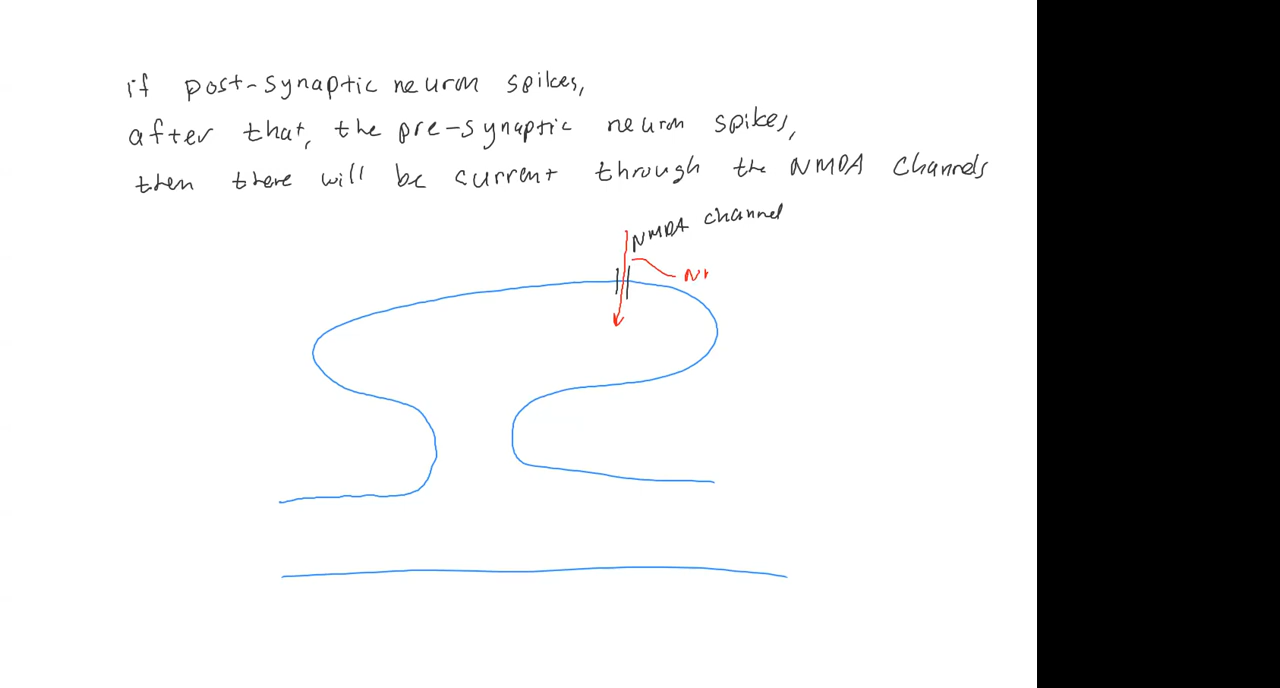 if post-synaptic neuron spikes,
after that, the pre-synaptic neuron spikes,
then there will be current through the NMDA channels
NMDA channel